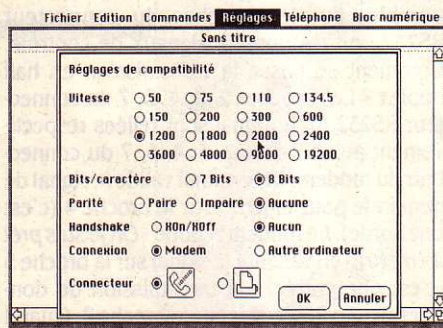 Fichier Edition Commandes Réglages Téléphone Bloc numérique
Sans titre
Réglages de compatibilité
Vitesse 50 75 110 134.5
150 200 300 600
1200 1800 2000 2400
3600 4800 9600 19200
Bits/caractère 7 Bits 8 Bits
Parité Paire Impaire Aucune
Handshake XOn/XOff Aucun
Connexion Autre ordinateur
Connecteur
OK Annuler